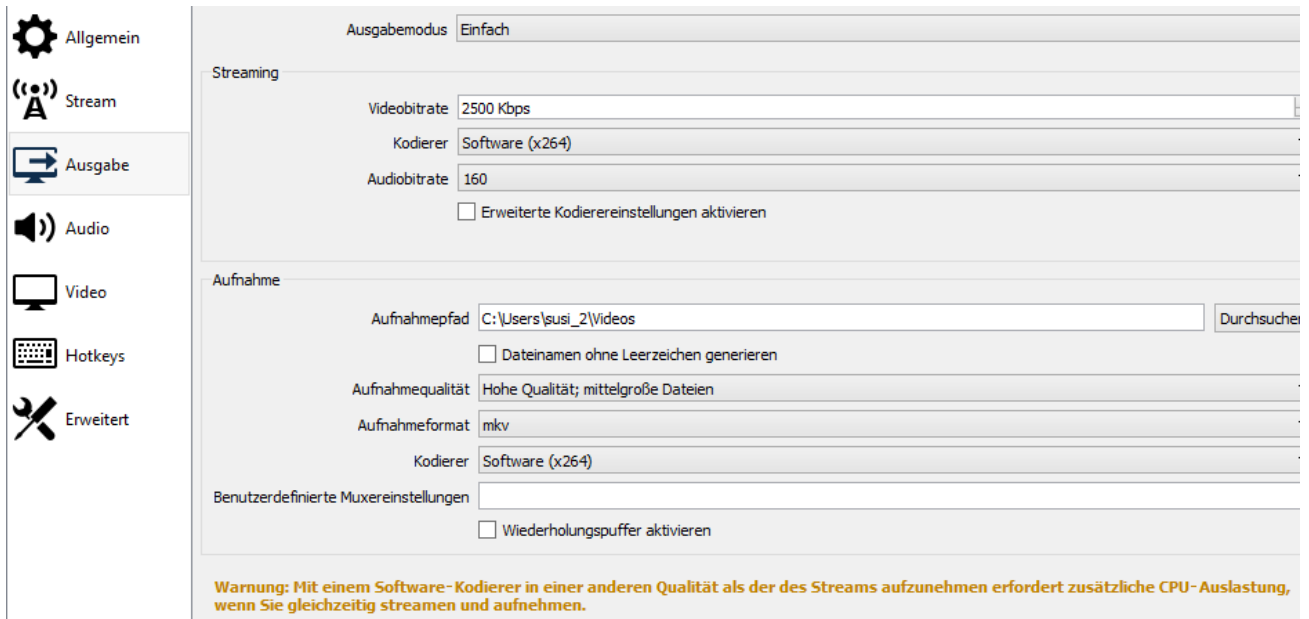 Allgemein
Stream
Ausgabe
Audio
Video
Hotkeys
Erweitert
Ausgabemodus Einfach
Streaming
Videobitrate 2500 Kbps
Kodierer Software (x264)
Audiobitrate 160
Erweiterte Kodierereinstellungen aktivieren
Aufnahme
Aufnahmepfad C:\Users\susi_2\Videos Durchsuchen
Dateinamen ohne Leerzeichen generieren
Aufnahmequalität Hohe Qualität; mittelgroße Dateien
Aufnahmeformat mkv
Kodierer Software (x264)
Benutzerdefinierte Muxereinstellungen
Wiederholungspuffer aktivieren
Warnung: Mit einem Software-Kodierer in einer anderen Qualität als der des Streams aufzunehmen erfordert zusätzliche CPU-Auslastung,
wenn Sie gleichzeitig streamen und aufnehmen.